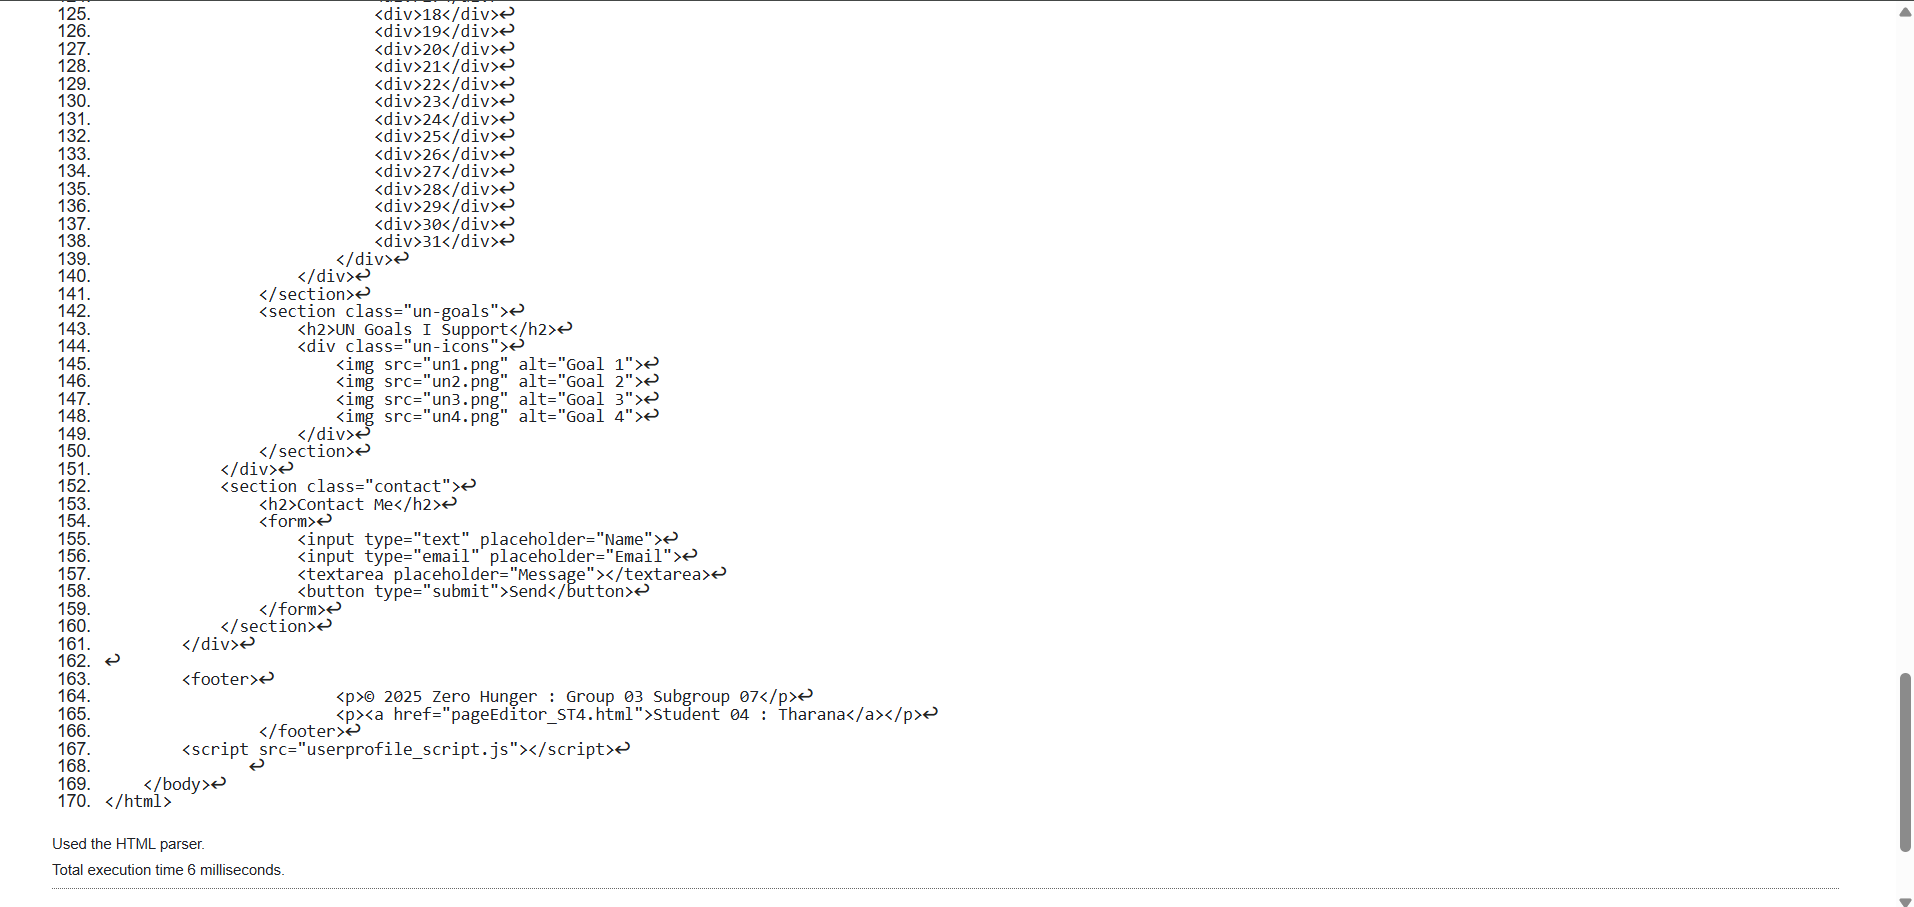 125. <div>18</div>↩
126. <div>19</div>↩
127. <div>20</div>↩
128. <div>21</div>↩
129. <div>22</div>↩
130. <div>23</div>↩
131. <div>24</div>↩
132. <div>25</div>↩
133. <div>26</div>↩
134. <div>27</div>↩
135. <div>28</div>↩
136. <div>29</div>↩
137. <div>30</div>↩
138. <div>31</div>↩
139. </div>↩
140. </div>↩
141. </section>↩
142. <section class="un-goals">↩
143. <h2>UN Goals I Support</h2>↩
144. <div class="un-icons">↩
145. <img src="un1.png" alt="Goal 1">↩
146. <img src="un2.png" alt="Goal 2">↩
147. <img src="un3.png" alt="Goal 3">↩
148. <img src="un4.png" alt="Goal 4">↩
149. </div>↩
150. </section>↩
151. </div>↩
152. <section class="contact">↩
153. <h2>Contact Me</h2>↩
154. <form>↩
155. <input type="text" placeholder="Name">↩
156. <input type="email" placeholder="Email">↩
157. <textarea placeholder="Message"></textarea>↩
158. <button type="submit">Send</button>↩
159. </form>↩
160. </section>↩
161. </div>↩
162. ↩
163. <footer>↩
164. <p>© 2025 Zero Hunger : Group 03 Subgroup 07</p>↩
165. <p><a href="pageEditor_ST4.html">Student 04 : Tharana</a></p>↩
166. </footer>↩
167. <script src="userprofile_script.js"></script>↩
168. ↩
169. </body>↩
170. </html>
Used the HTML parser.
Total execution time 6 milliseconds.